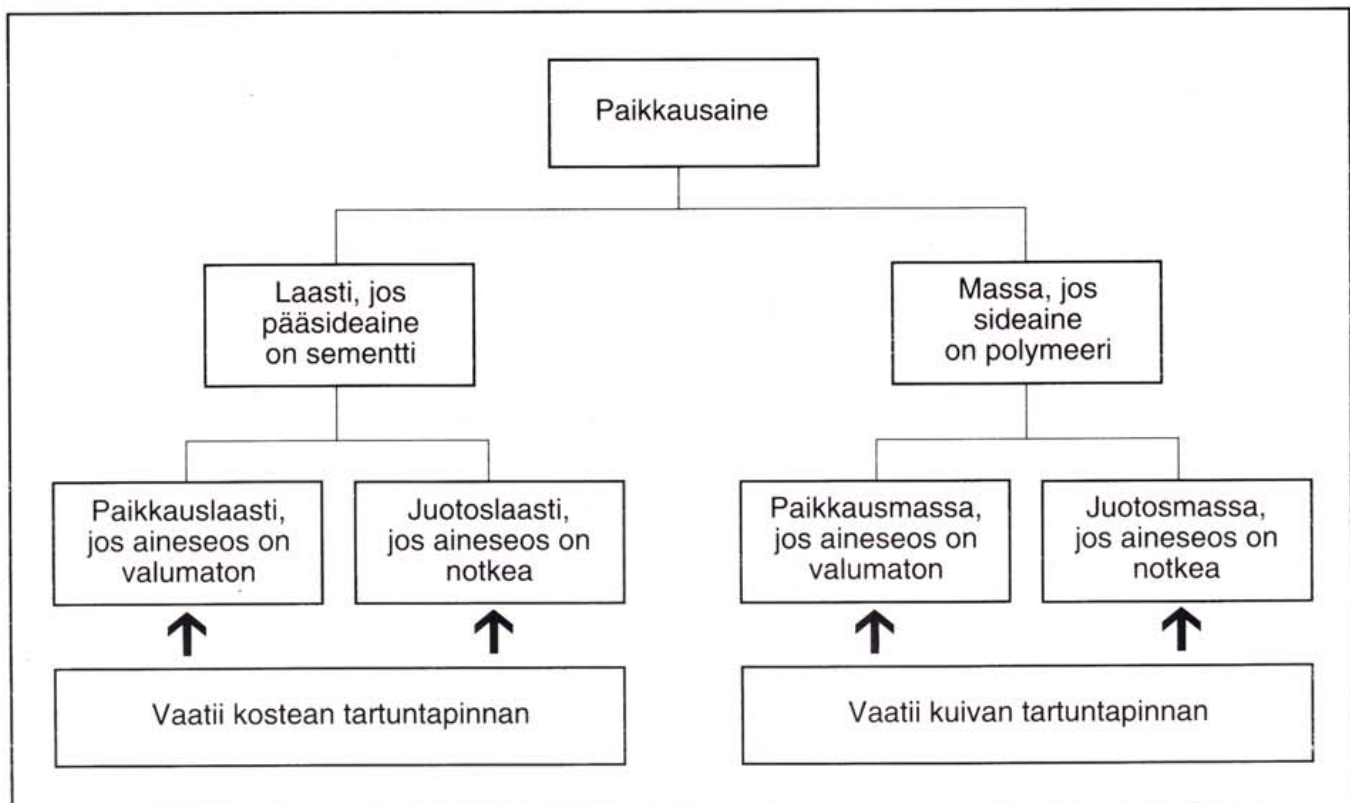 Paikkausaine
Laasti, jos
pääsideaine
on sementti
Massa, jos
sideaine
on polymeeri
Paikkauslaasti,
jos aineseos on
valumaton
Juotoslaasti,
jos aineseos on
notkea
Paikkausmassa,
jos aineseos on
valumaton
Juotosmassa,
jos aineseos on
notkea
Vaatii kostean tartuntapinnan
Vaatii kuivan tartuntapinnan